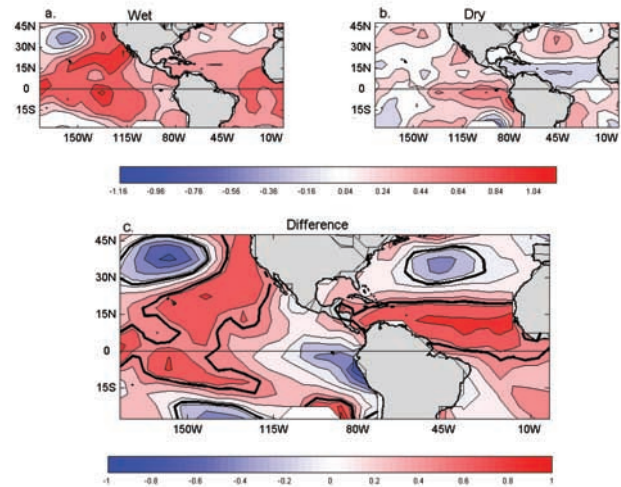 a. Wet
45N
30N
15N
0
15S
150W 115W 80W 45W 10W
b. Dry
45N
30N
15N
0
15S
150W 115W 80W 45W 10W
-1.16 -0.96 -0.76 -0.56 -0.36 -0.16 0.04 0.24 0.44 0.64 0.84 1.04
Difference
c.
45N
30N
15N
0
15S
150W 115W 80W 45W 10W
-1 -0.8 -0.6 -0.4 -0.2 0 0.2 0.4 0.6 0.8 1